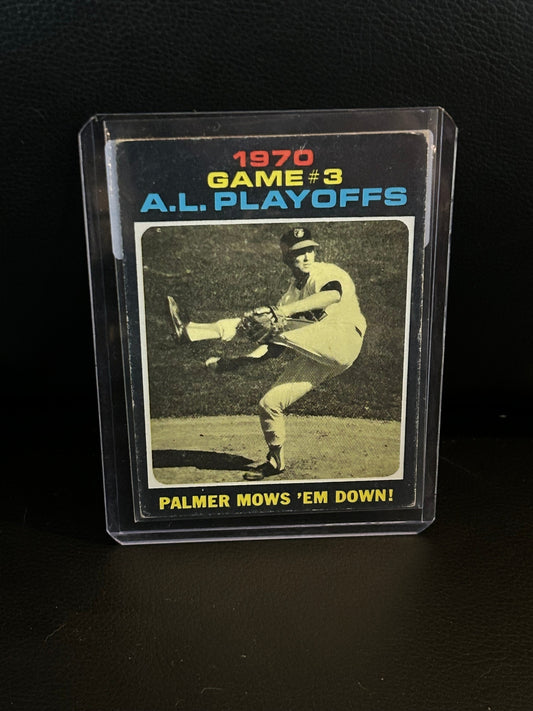 1970
GAME #3
A.L. PLAYOFFS
PALMER MOWS 'EM DOWN!